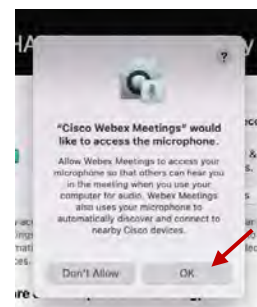 HA
y
?
"Cisco Webex Meetings" would
like to access the microphone.
Allow Webex Meetings to access your
microphone so that others can hear you
in the meeting when you use your
computer for audio. Webex Meetings
also uses your microphone to
automatically discover and connect to
nearby Cisco devices.
Don't Allow
OK